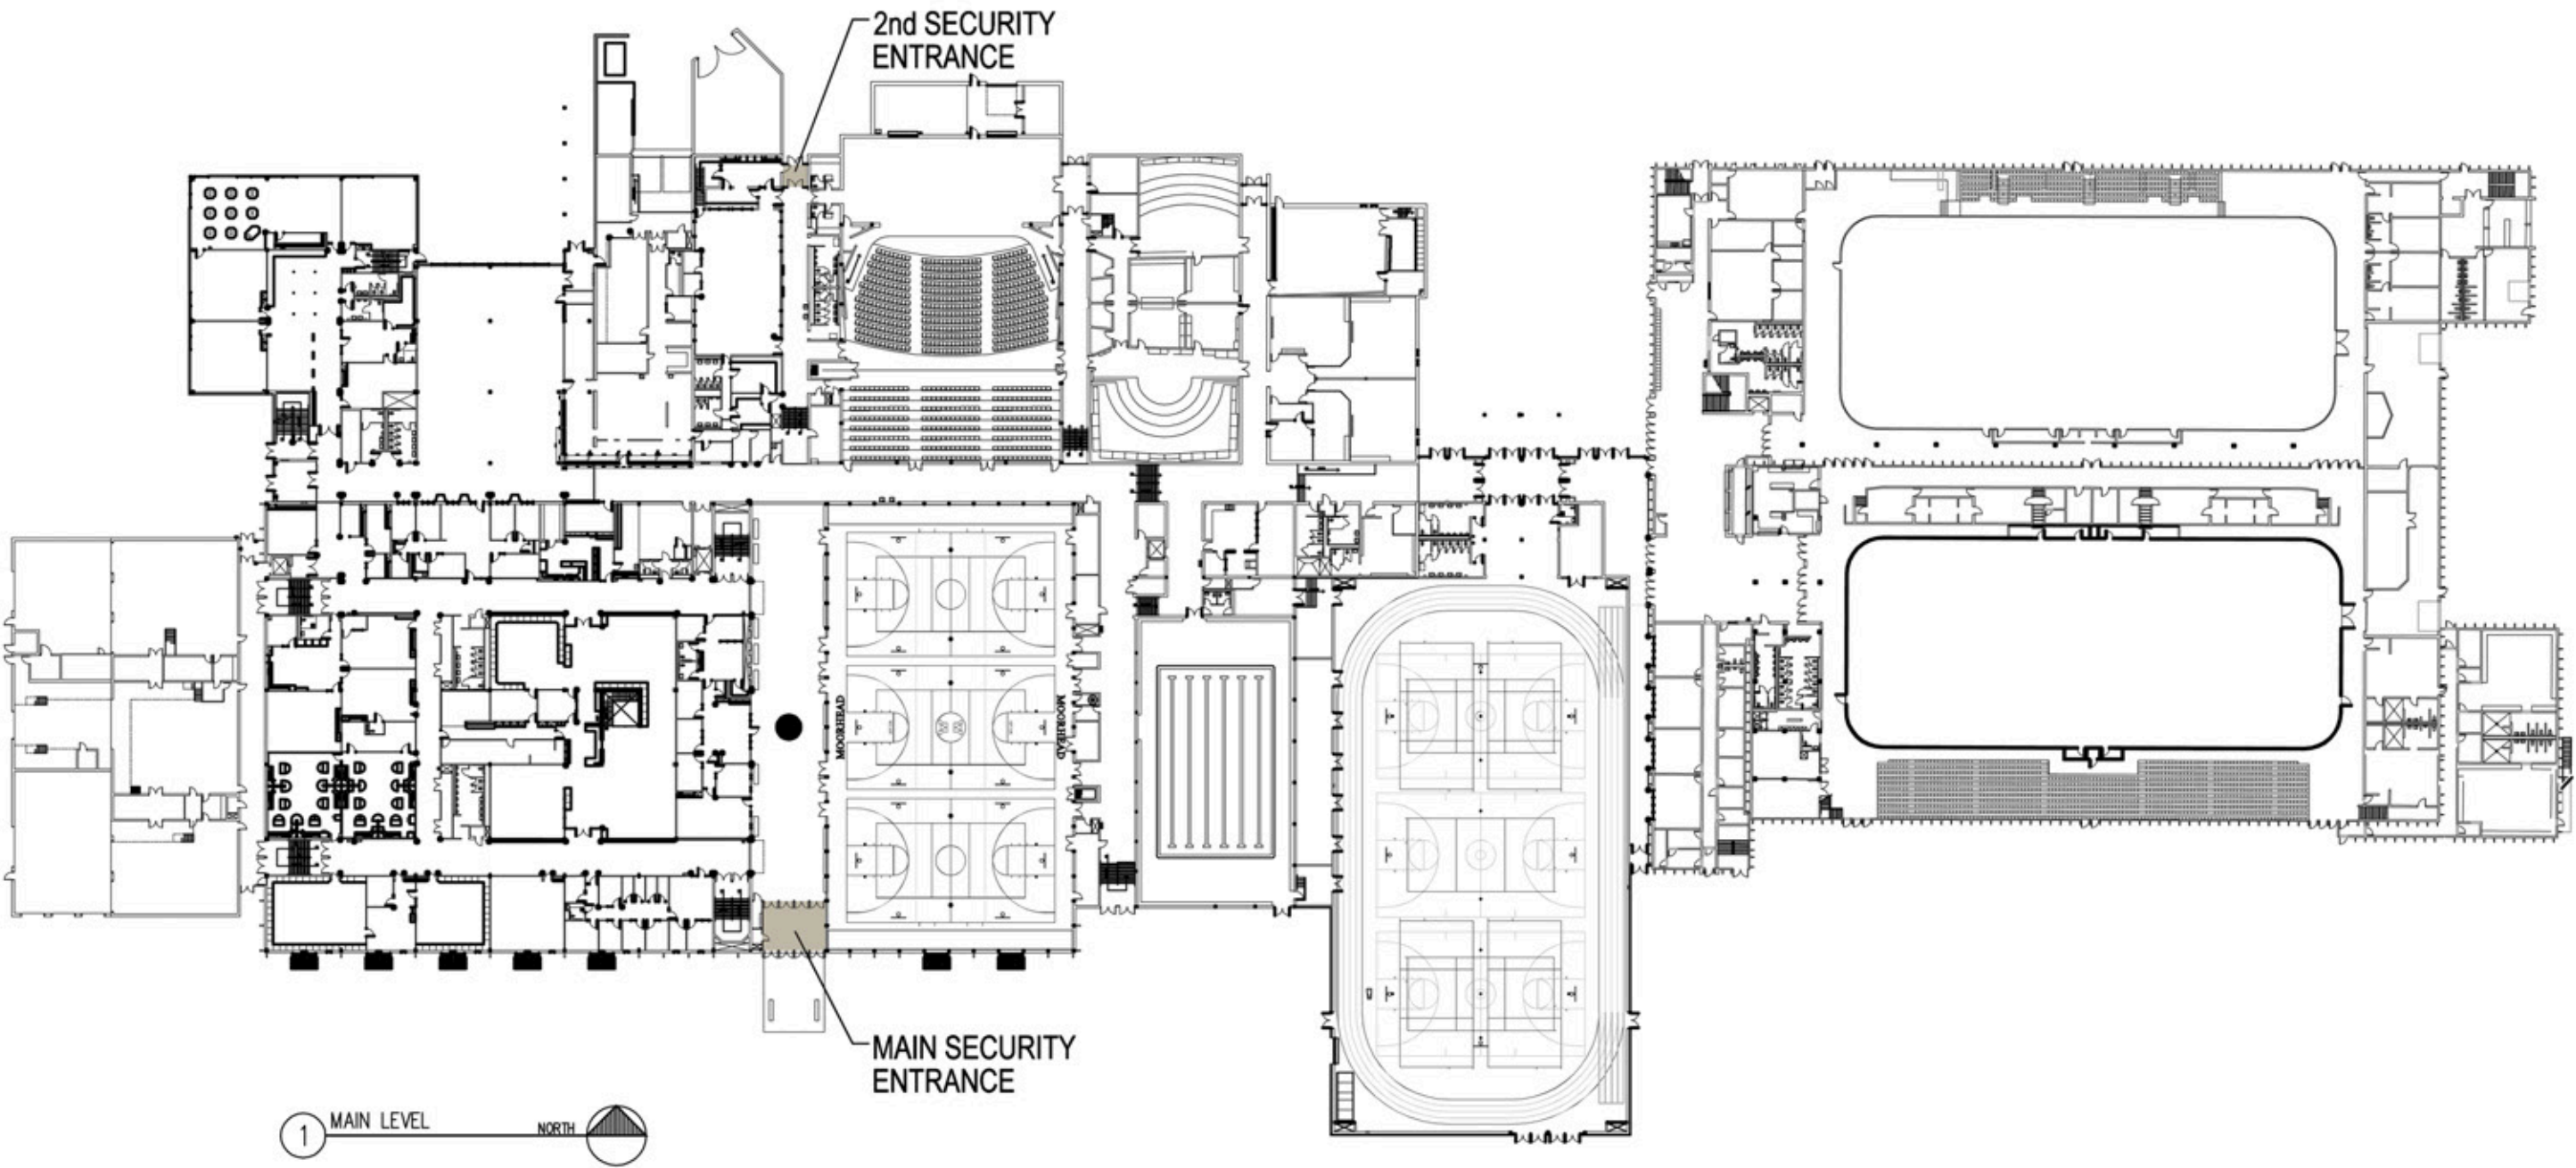 2nd SECURITY
ENTRANCE
MOORHEAD
MOORHEAD
MAIN SECURITY
ENTRANCE
1
MAIN LEVEL
NORTH